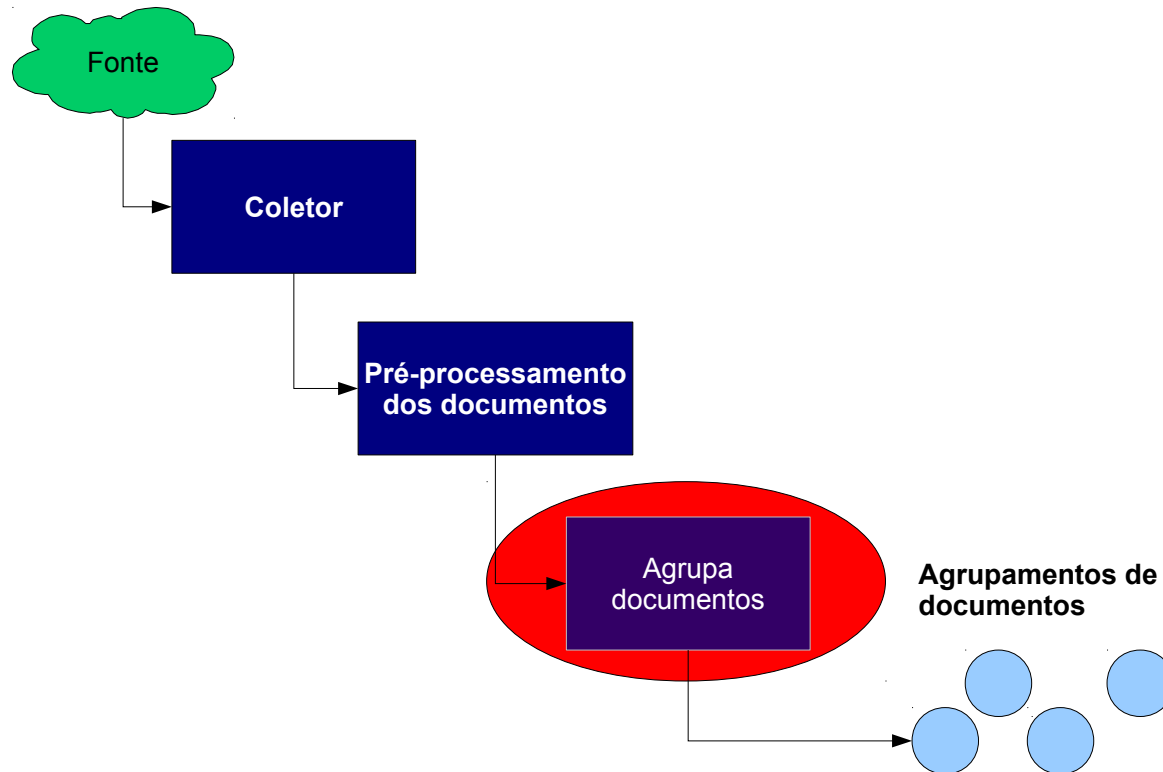 Fonte
Coletor
Pré-processamento
dos documentos
Agrupa
documentos
Agrupamentos de
documentos